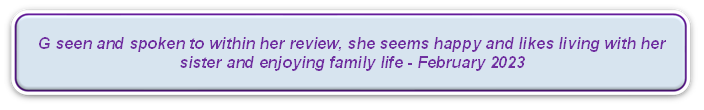 G seen and spoken to within her review, she seems happy and likes living with her
sister and enjoying family life - February 2023